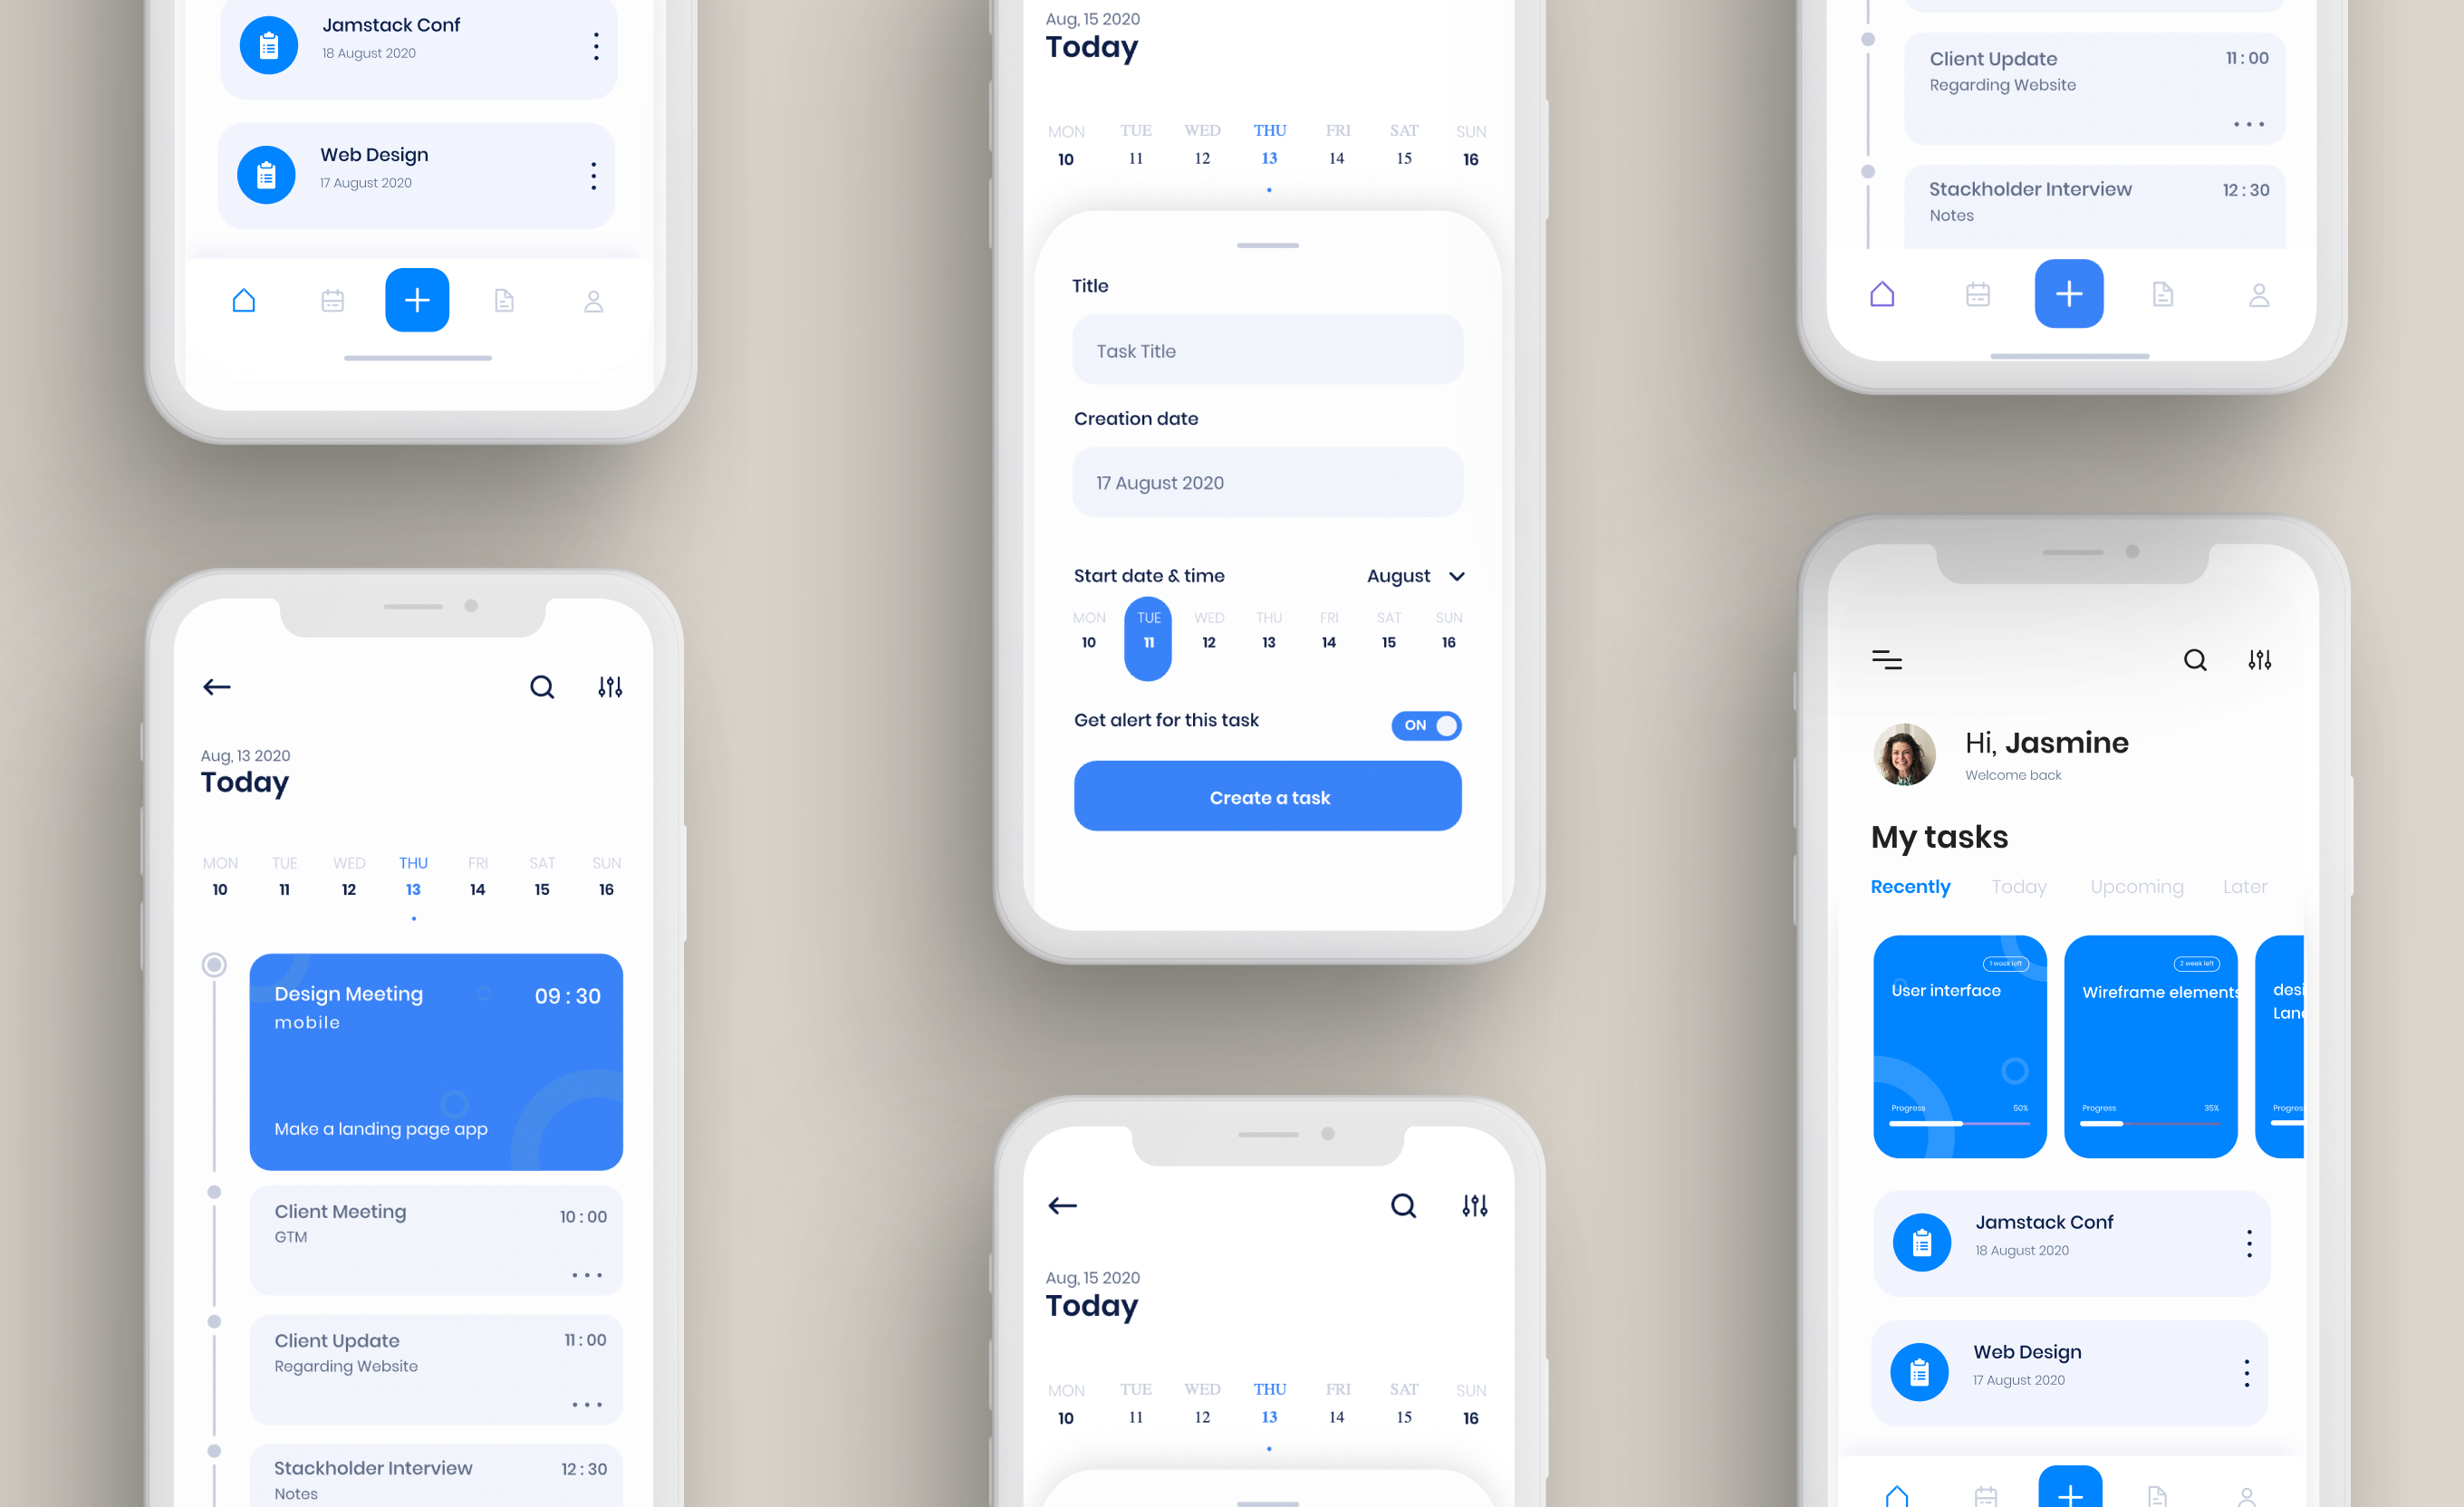 Jamstack Conf
18 August 2020
Web Design
17 August 2020
Aug, 13 2020
Today
MON TUE WED THU FRI SAT SUN
10 11 12 13 14 15 16
Design Meeting 09 : 30
mobile
Make a landing page app
Client Meeting 10 : 00
GTM
Client Update 11 : 00
Regarding Website
Stackholder Interview 12 : 30
Notes
Aug, 15 2020
Today
MON TUE WED THU FRI SAT SUN
10 11 12 13 14 15 16
Title
Task Title
Creation date
17 August 2020
Start date & time August
MON TUE WED THU FRI SAT SUN
10 11 12 13 14 15 16
Get alert for this task ON
Create a task
Aug, 15 2020
Today
MON TUE WED THU FRI SAT SUN
10 11 12 13 14 15 16
Client Update 11 : 00
Regarding Website
Stackholder Interview 12 : 30
Notes
Hi, Jasmine
Welcome back
My tasks
Recently Today Upcoming Later
1 week left 2 week left
User interface Wireframe elements desi
Lan
Progress 50% Progress 35% Progres
Jamstack Conf
18 August 2020
Web Design
17 August 2020